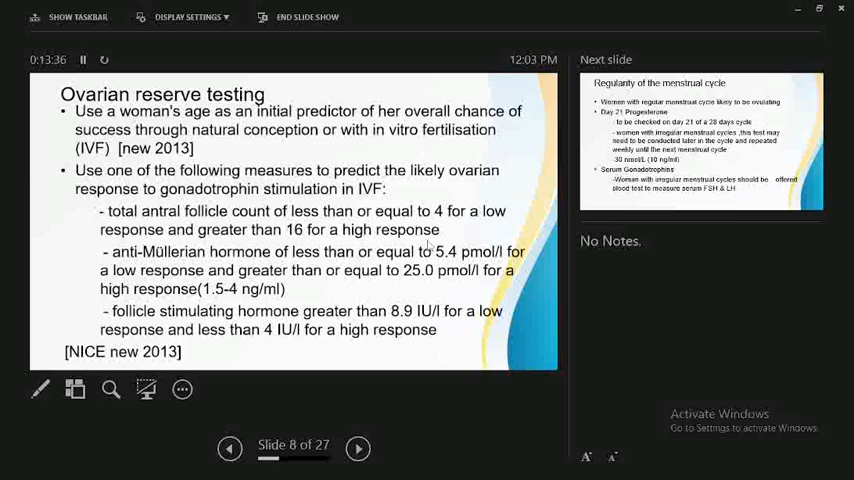 SHOW TASKBAR
DISPLAY SETTINGS ▾
END SLIDE SHOW
0:13:36
12:03 PM
Ovarian reserve testing
• Use a woman's age as an initial predictor of her overall chance of
success through natural conception or with in vitro fertilisation
(IVF) [new 2013]
• Use one of the following measures to predict the likely ovarian
response to gonadotrophin stimulation in IVF:
- total antral follicle count of less than or equal to 4 for a low
response and greater than 16 for a high response
- anti-Müllerian hormone of less than or equal to 5.4 pmol/l for
a low response and greater than or equal to 25.0 pmol/l for a
high response(1.5-4 ng/ml)
- follicle stimulating hormone greater than 8.9 IU/l for a low
response and less than 4 IU/l for a high response
[NICE new 2013]
Slide 8 of 27
Next slide
Regularity of the menstrual cycle
• Women with regular menstrual cycle likely to be ovulating
• Day 21 Progesterone
- to be checked on day 21 of a 28 days cycle
- women with irregular menstrual cycles ,this test may
need to be conducted later in the cycle and repeated
weekly until the next menstrual cycle
-30 nmol/L (10 ng/ml)
• Serum Gonadotrophins
-Woman with irregular menstrual cycles should be offered
blood test to measure serum FSH & LH
No Notes.
Activate Windows
Go to Settings to activate Windows.
A A